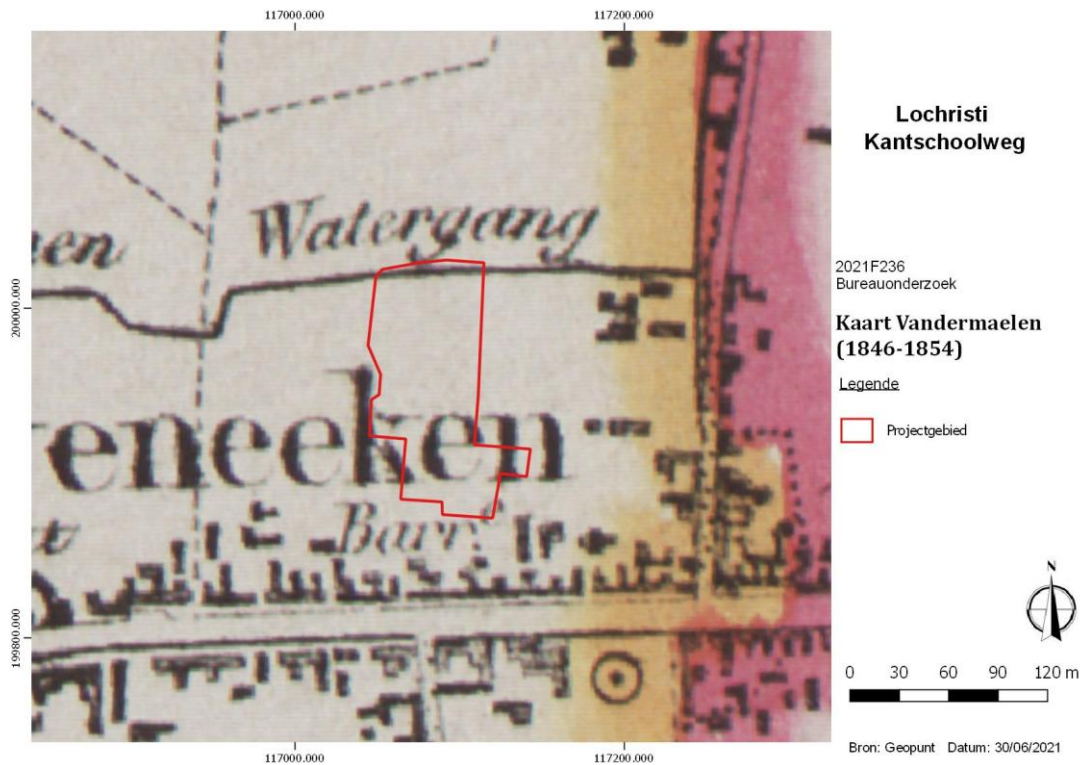 117000.000 117200.000
Lochristi
Kantschoolweg
Watergang
nen
2021F236
Bureauonderzoek
200000.000
Kaart Vandermaelen
(1846-1854)
Legende
Projectgebied
eneeken
Barr.e
t
N
199800.000
0 30 60 90 120 m
117000.000 117200.000
Bron: Geopunt Datum: 30/06/2021